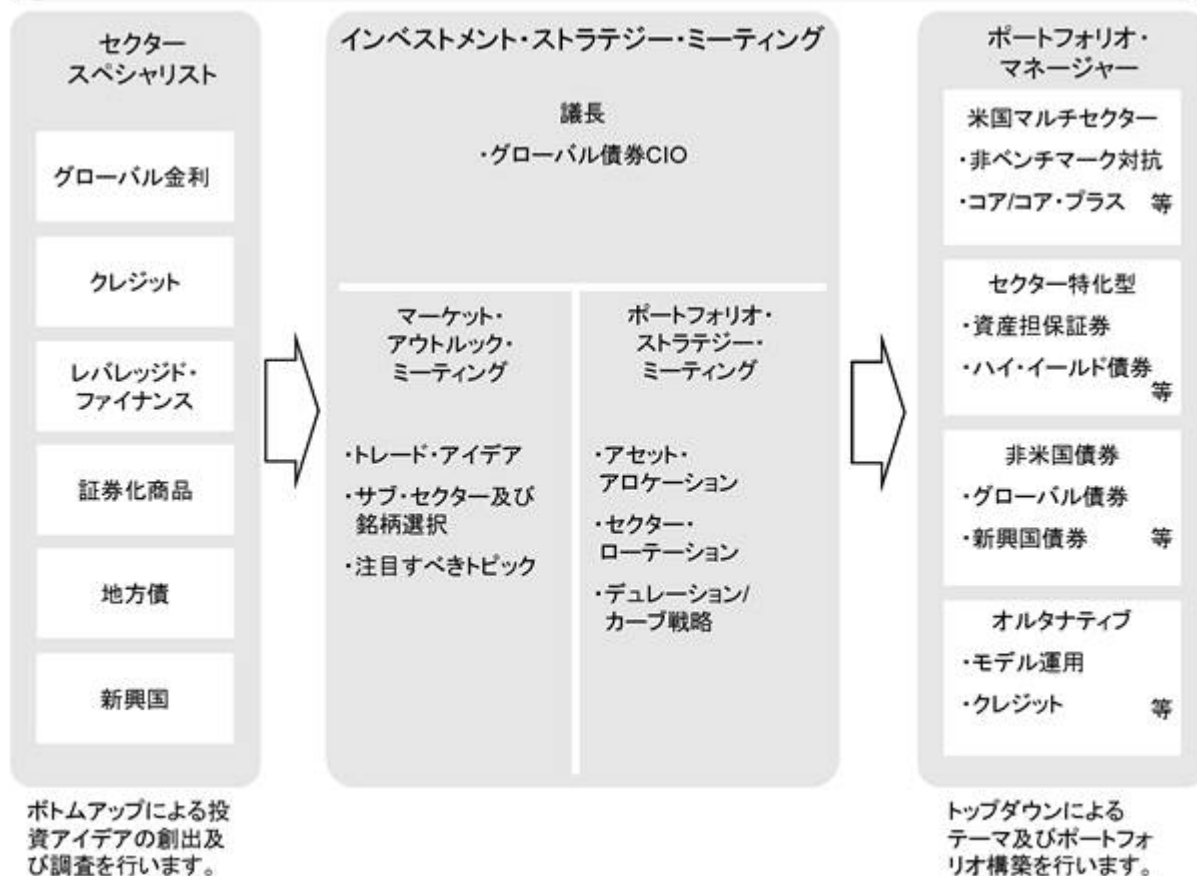 セクター
スペシャリスト
グローバル金利
クレジット
レバレッジド・
ファイナンス
証券化商品
地方債
新興国
ボトムアップによる投
資アイデアの創出及
び調査を行います。
インベストメント・ストラテジー・ミーティング
議長
・グローバル債券CIO
マーケット・
アウトルック・
ミーティング
・トレード・アイデア
・サブ・セクター及び
銘柄選択
・注目すべきトピック
ポートフォリオ・
ストラテジー・
ミーティング
・アセット・
アロケーション
・セクター・
ローテーション
・デュレーション/
カーブ戦略
ポートフォリオ・
マネージャー
米国マルチセクター
・非ベンチマーク対抗
・コア/コア・プラス 等
セクター特化型
・資産担保証券
・ハイ・イールド債券
等
非米国債券
・グローバル債券
・新興国債券 等
オルタナティブ
・モデル運用
・クレジット 等
トップダウンによる
テーマ及びポートフォ
リオ構築を行います。